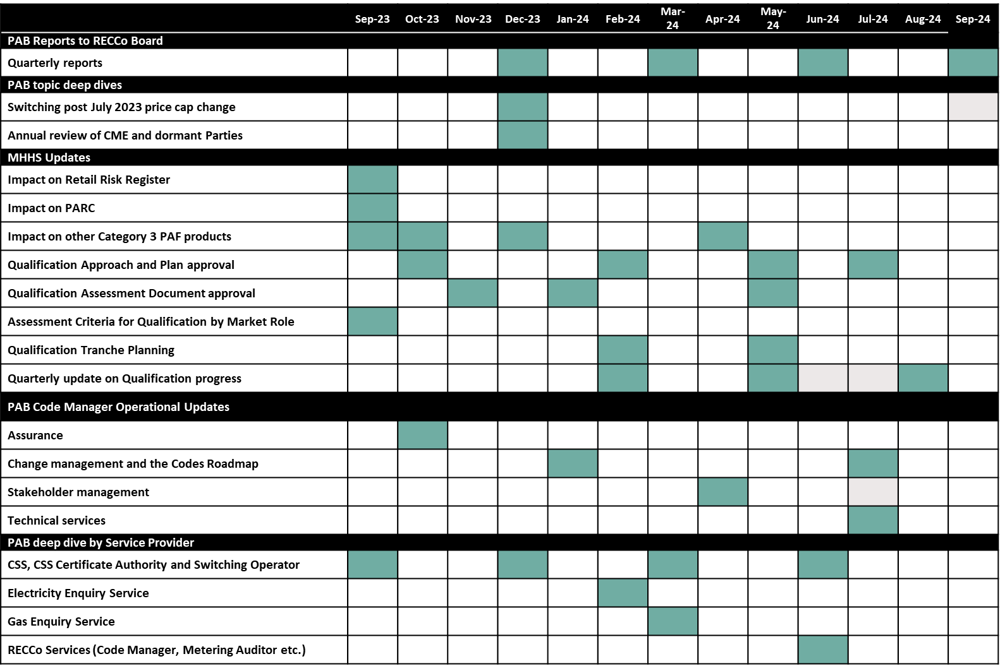 Sep-23 Oct-23 Nov-23 Dec-23 Jan-24 Feb-24 Mar-24 Apr-24 May-24 Jun-24 Jul-24 Aug-24 Sep-24
PAB Reports to RECCo Board
Quarterly reports
PAB topic deep dives
Switching post July 2023 price cap change
Annual review of CME and dormant Parties
MHHS Updates
Impact on Retail Risk Register
Impact on PARC
Impact on other Category 3 PAF products
Qualification Approach and Plan approval
Qualification Assessment Document approval
Assessment Criteria for Qualification by Market Role
Qualification Tranche Planning
Quarterly update on Qualification progress
PAB Code Manager Operational Updates
Assurance
Change management and the Codes Roadmap
Stakeholder management
Technical services
PAB deep dive by Service Provider
CSS, CSS Certificate Authority and Switching Operator
Electricity Enquiry Service
Gas Enquiry Service
RECCo Services (Code Manager, Metering Auditor etc.)